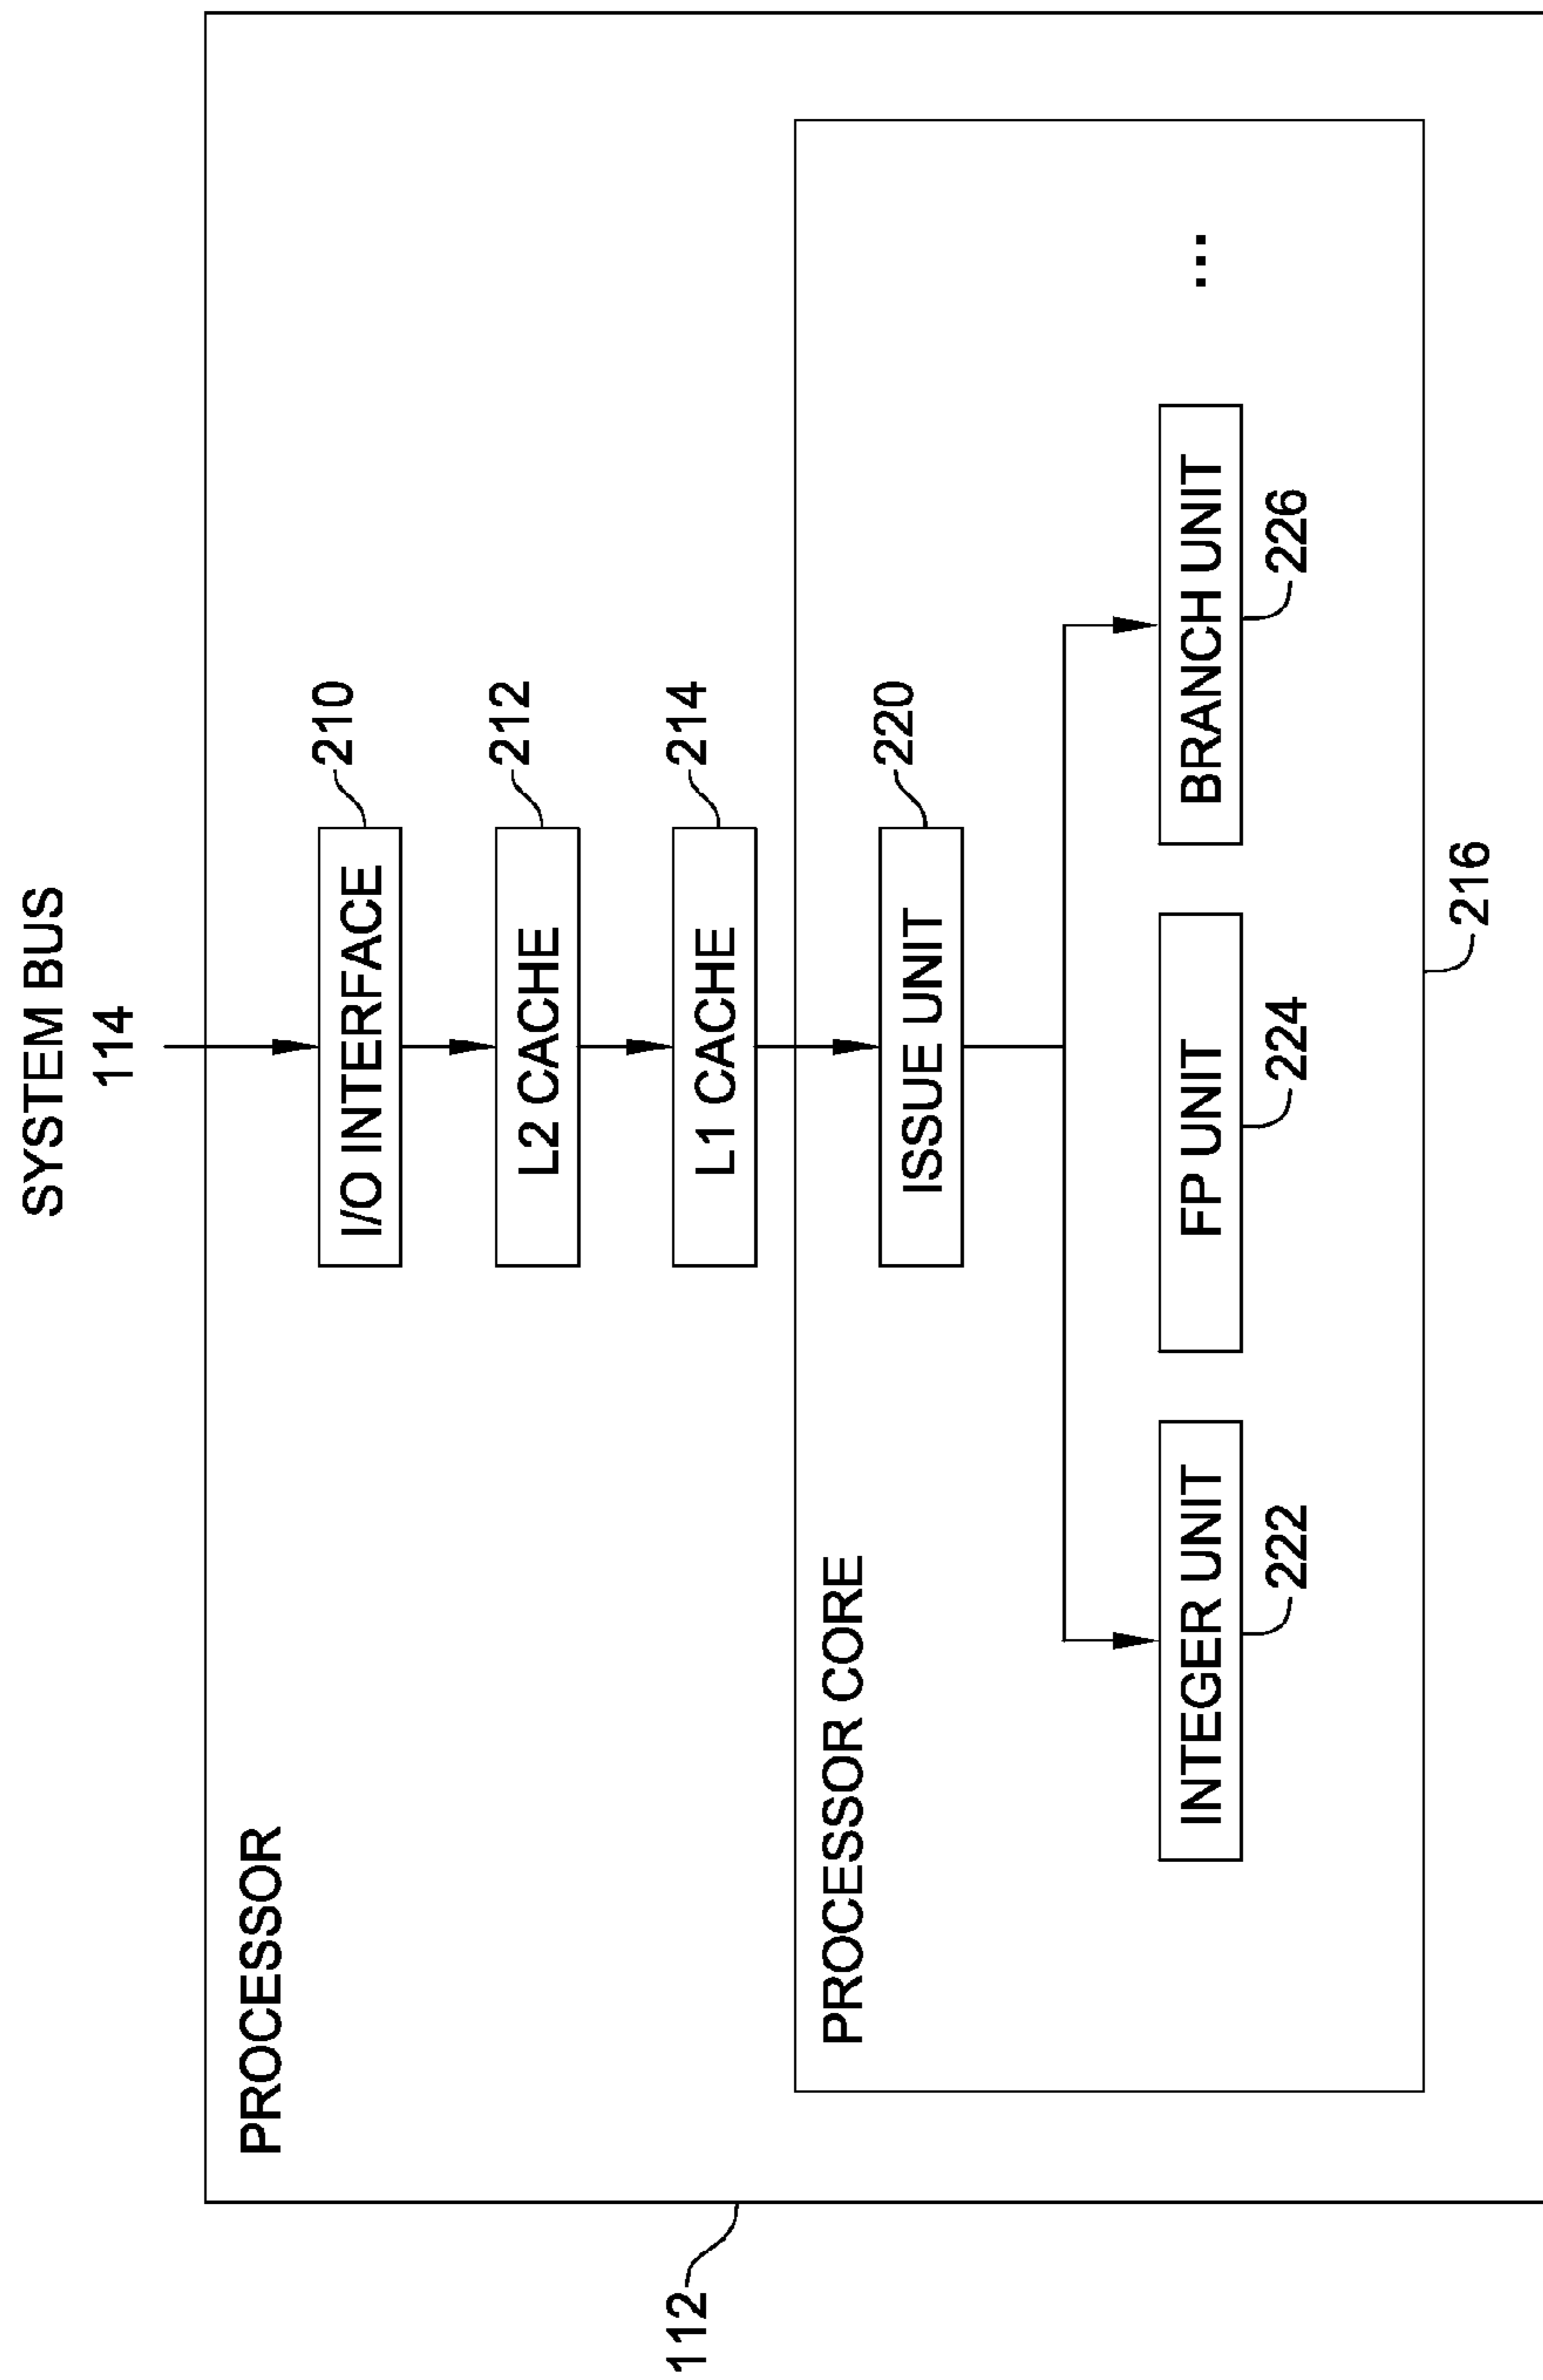 SYSTEM BUS
114
112
PROCESSOR
I/O INTERFACE
210
L2 CACHE
212
L1 CACHE
214
PROCESSOR CORE
ISSUE UNIT
220
INTEGER UNIT
FP UNIT
BRANCH UNIT
...
222
224
226
216